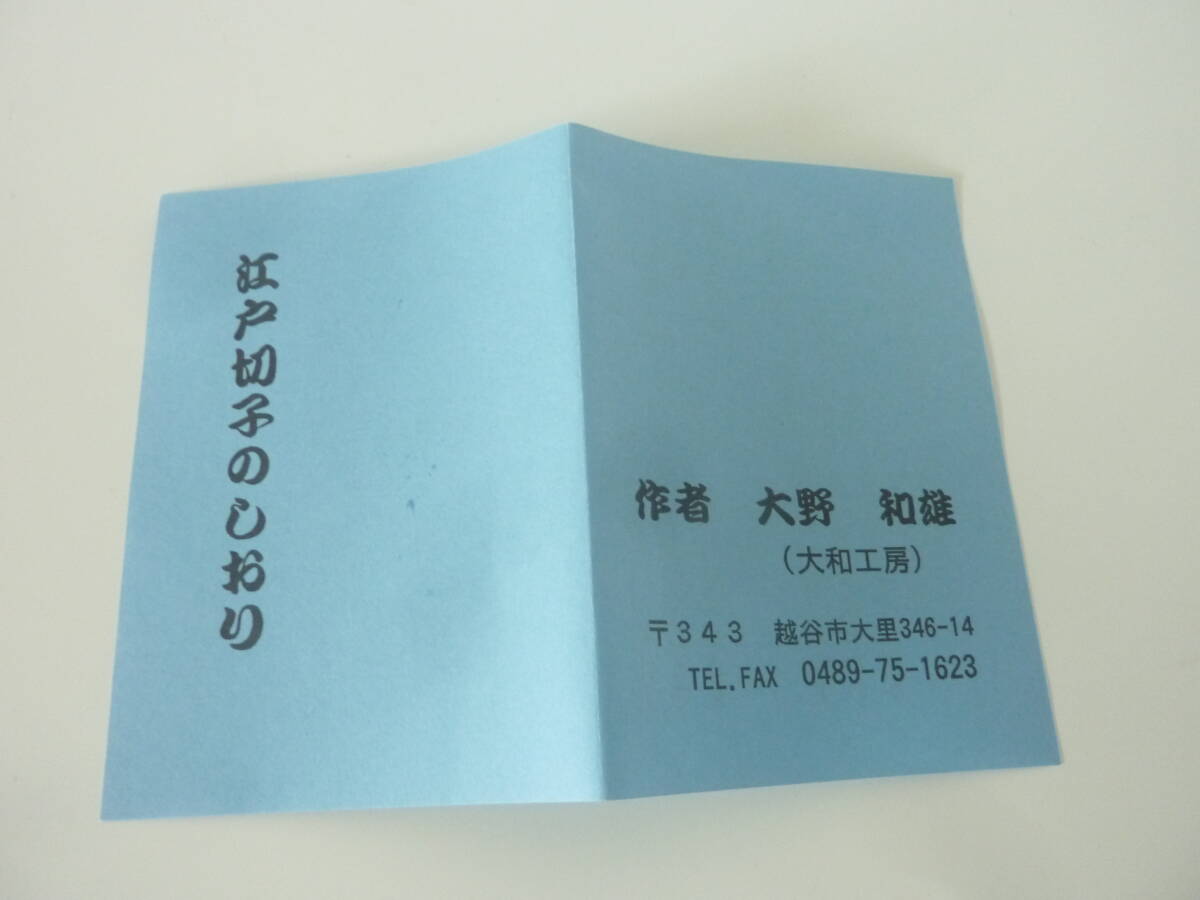 江戸切子のしおり
作者　大野　和雄
（大和工房）
〒３４３　越谷市大里346-14
TEL.FAX　0489-75-1623